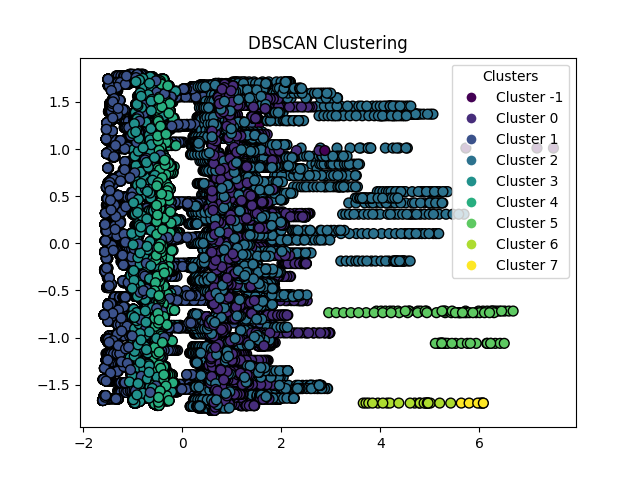 DBSCAN Clustering
Clusters
Cluster -1
Cluster 0
Cluster 1
Cluster 2
Cluster 3
Cluster 4
Cluster 5
Cluster 6
Cluster 7
1.5
1.0
0.5
0.0
−0.5
−1.0
−1.5
−2
0
2
4
6